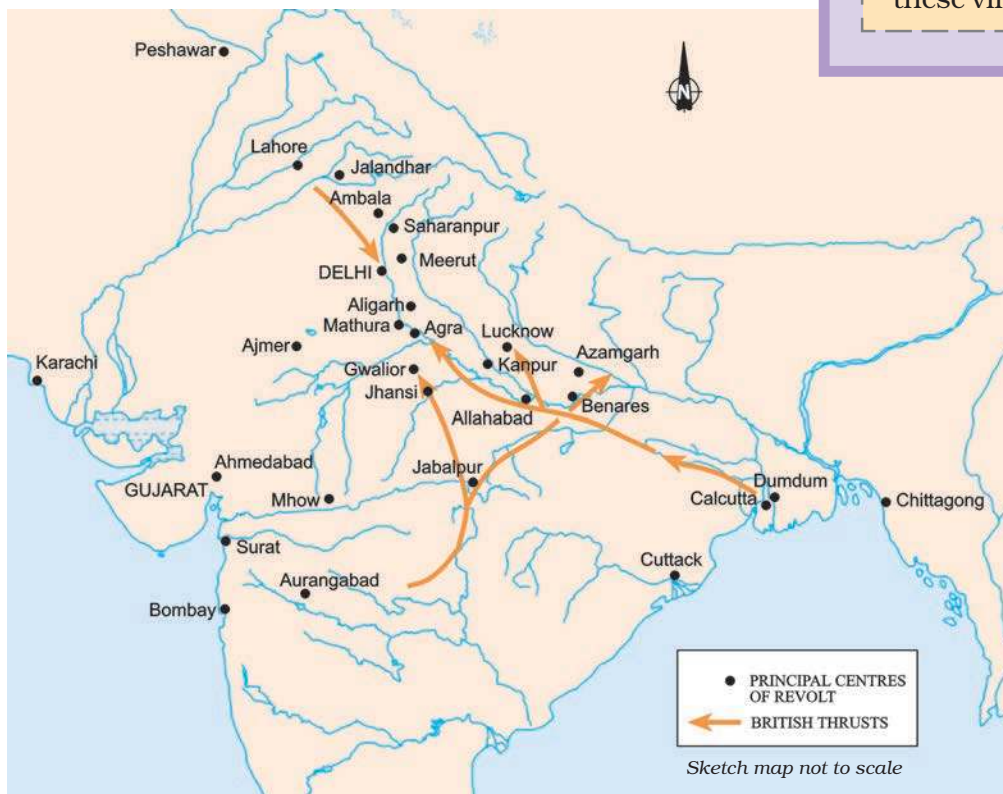 these
Peshawar
N
Lahore
Jalandhar
Ambala
Saharanpur
Meerut
DELHI
Aligarh
Mathura
Agra
Lucknow
Ajmer
Azamgarh
Karachi
Gwalior
Kanpur
Jhansi
Allahabad
Benares
Ahmedabad
Jabalpur
Dumdum
GUJARAT
Mhow
Calcutta
Chittagong
Surat
Cuttack
Aurangabad
Bombay
PRINCIPAL CENTRES
OF REVOLT
BRITISH THRUSTS
Sketch map not to scale